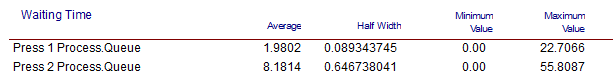 Waiting Time
Average Half Width Minimum Value Maximum Value
Press 1 Process.Queue 1.9802 0.089343745 0.00 22.7066
Press 2 Process.Queue 8.1814 0.646738041 0.00 55.8087